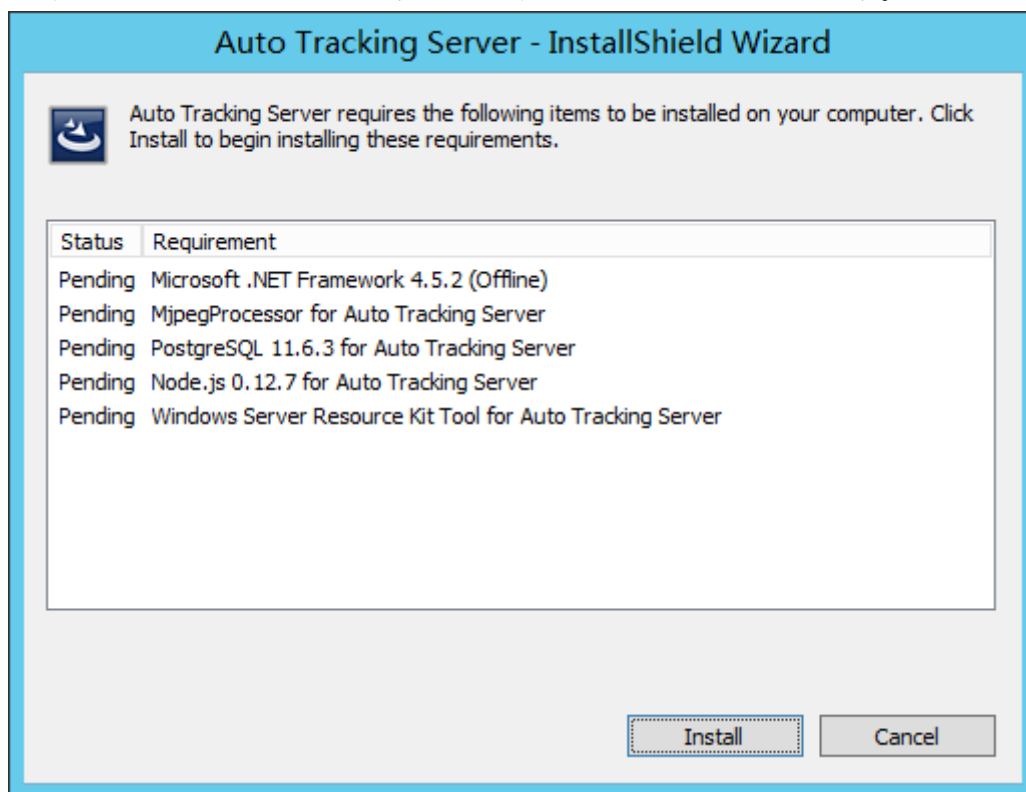 Auto Tracking Server - InstallShield Wizard
Auto Tracking Server requires the following items to be installed on your computer. Click
Install to begin installing these requirements.
Status Requirement
Pending Microsoft .NET Framework 4.5.2 (Offline)
Pending MjpegProcessor for Auto Tracking Server
Pending PostgreSQL 11.6.3 for Auto Tracking Server
Pending Node.js 0.12.7 for Auto Tracking Server
Pending Windows Server Resource Kit Tool for Auto Tracking Server
Install Cancel